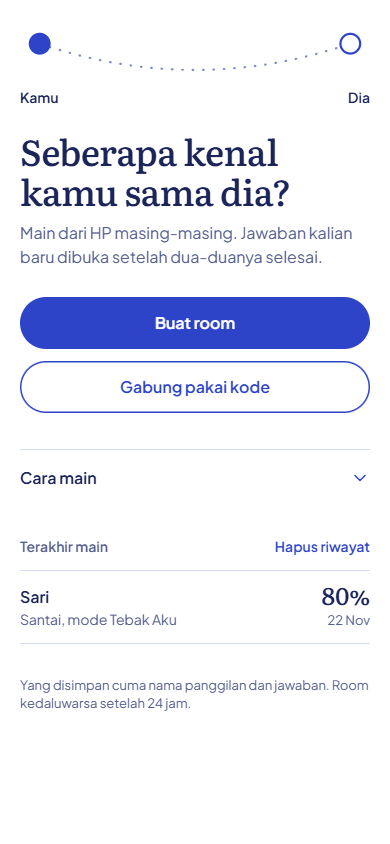 Kamu
Dia
Seberapa kenal
kamu sama dia?
Main dari HP masing-masing. Jawaban kalian
baru dibuka setelah dua-duanya selesai.
Buat room
Gabung pakai kode
Cara main
Terakhir main
Hapus riwayat
Sari
80%
Santai, mode Tebak Aku
22 Nov
Yang disimpan cuma nama panggilan dan jawaban. Room
kedaluwarsa setelah 24 jam.